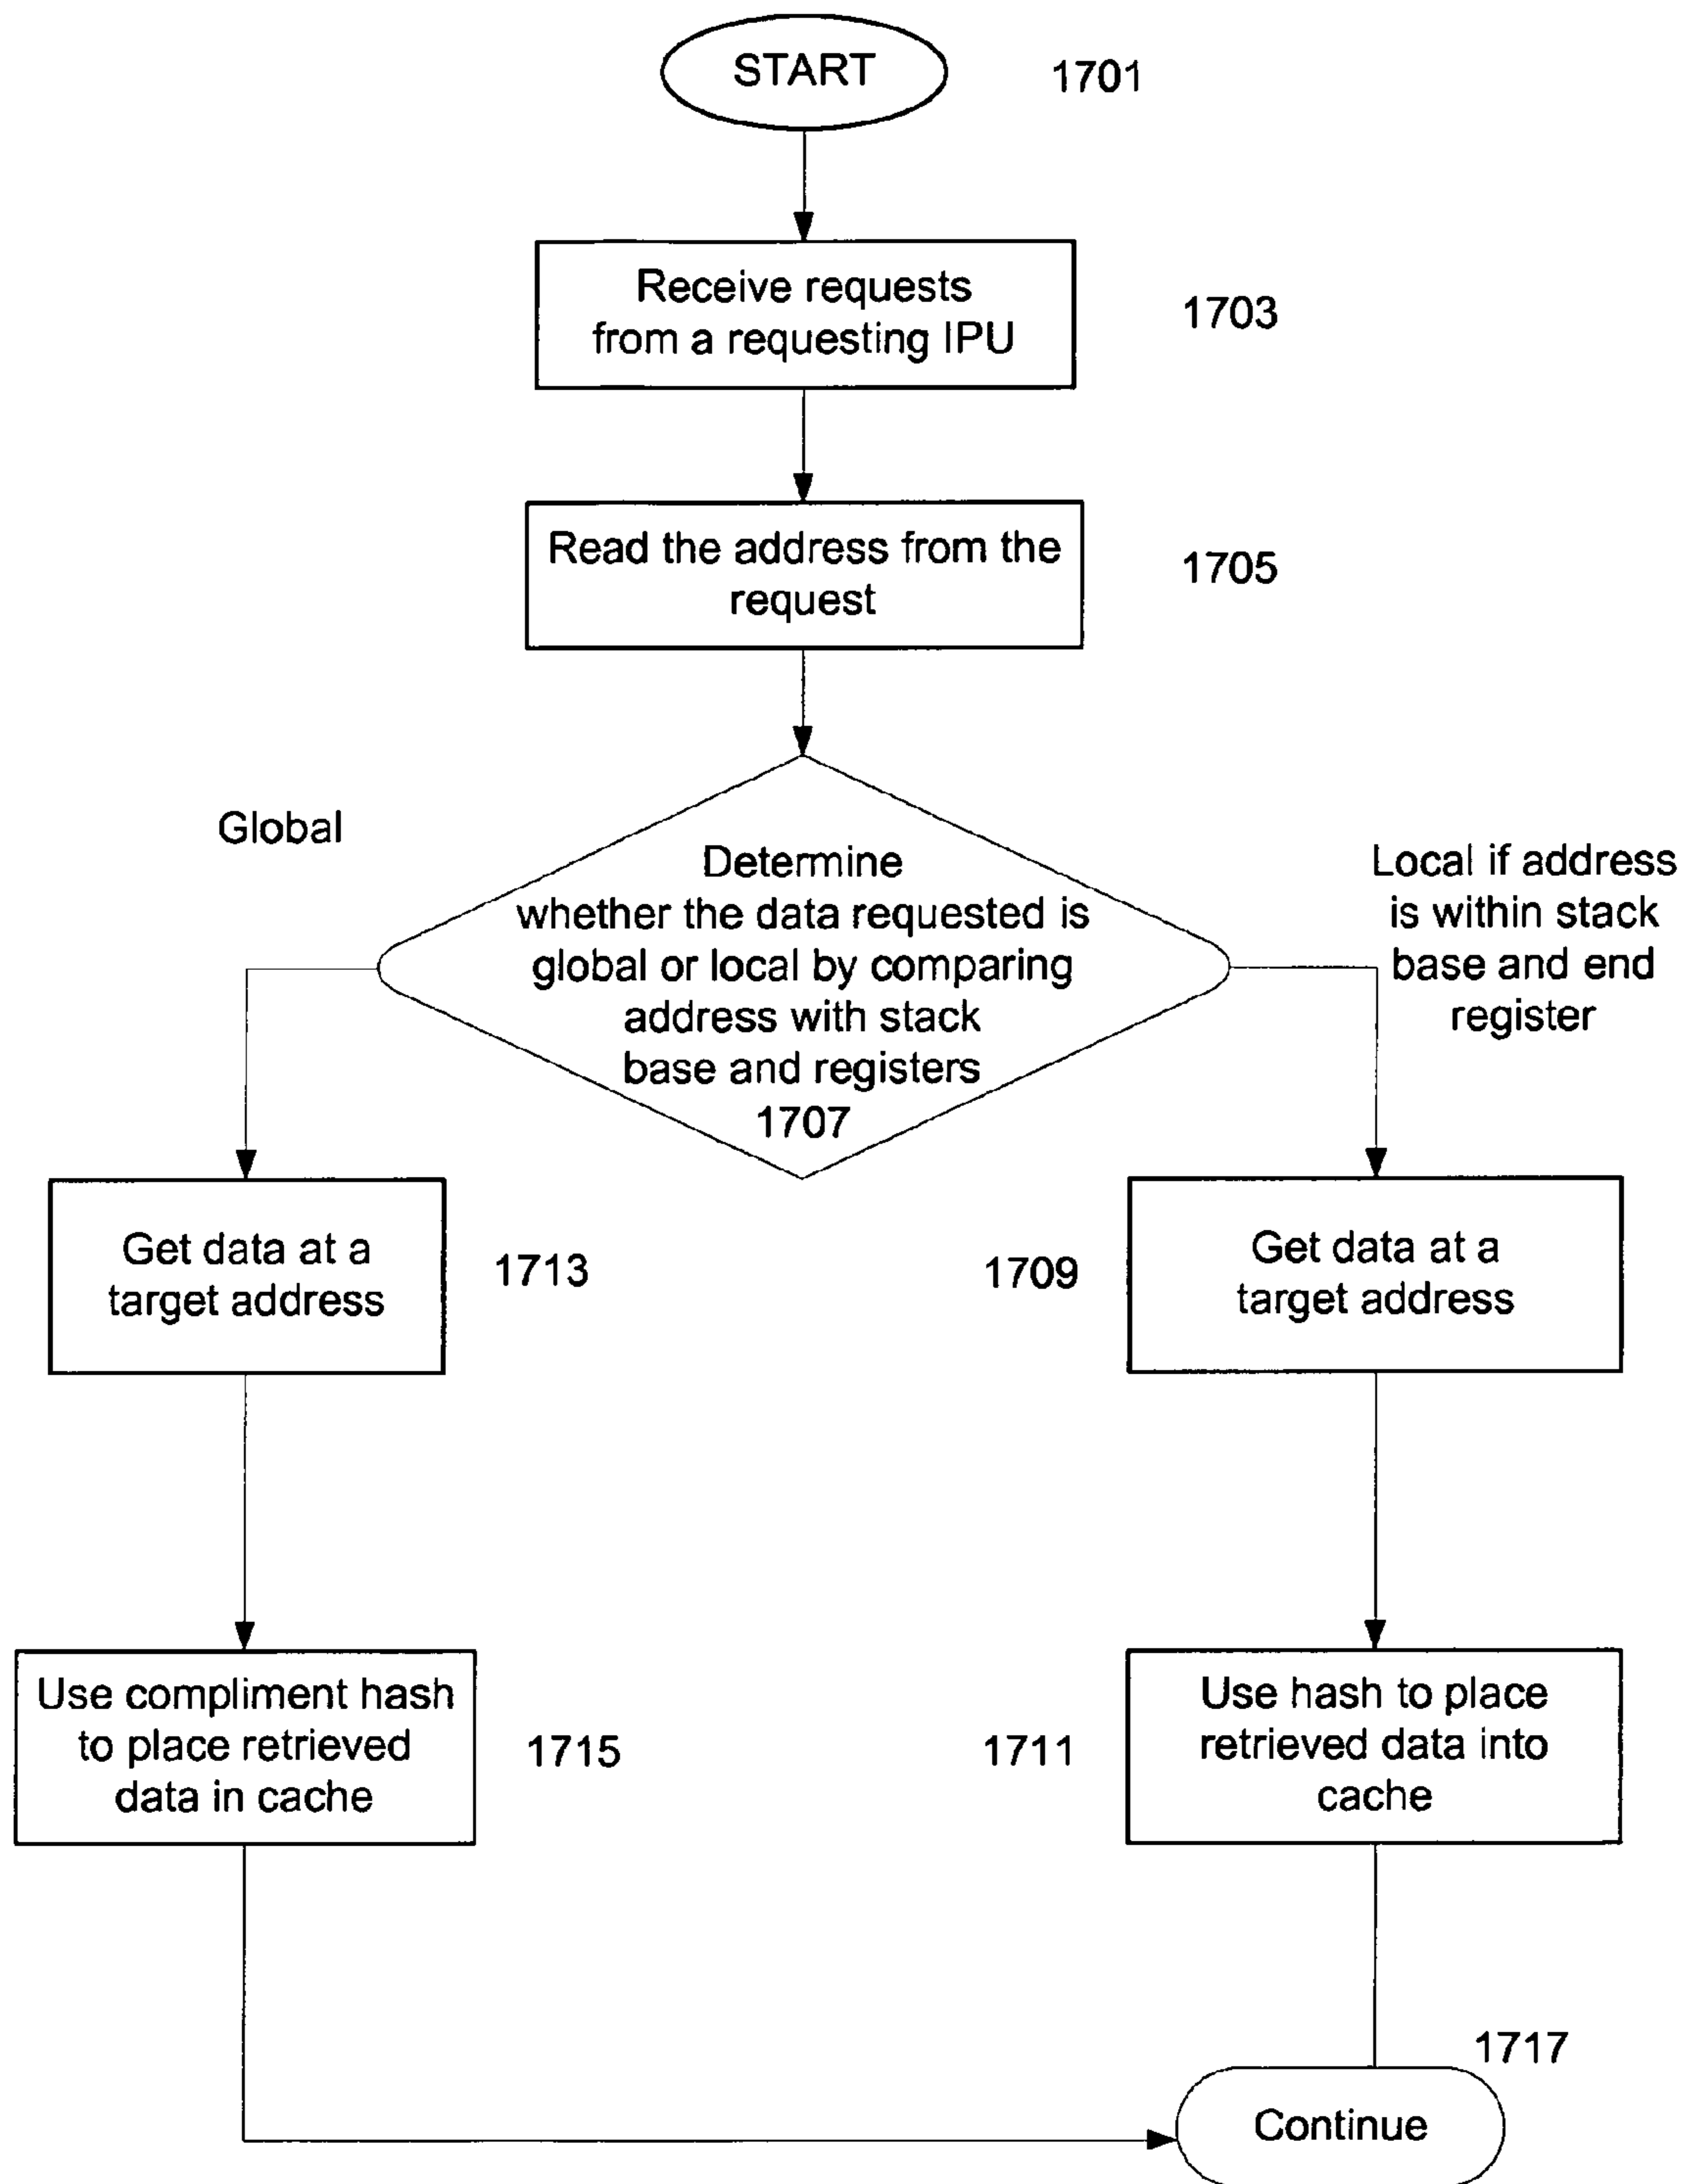 START
1701
Receive requests
from a requesting IPU
1703
Read the address from the
request
1705
Global
Determine
whether the data requested is
global or local by comparing
address with stack
base and registers
1707
Local if address
is within stack
base and end
register
Get data at a
target address
1713
1709
Get data at a
target address
Use compliment hash
to place retrieved
data in cache
1715
1711
Use hash to place
retrieved data into
cache
1717
Continue